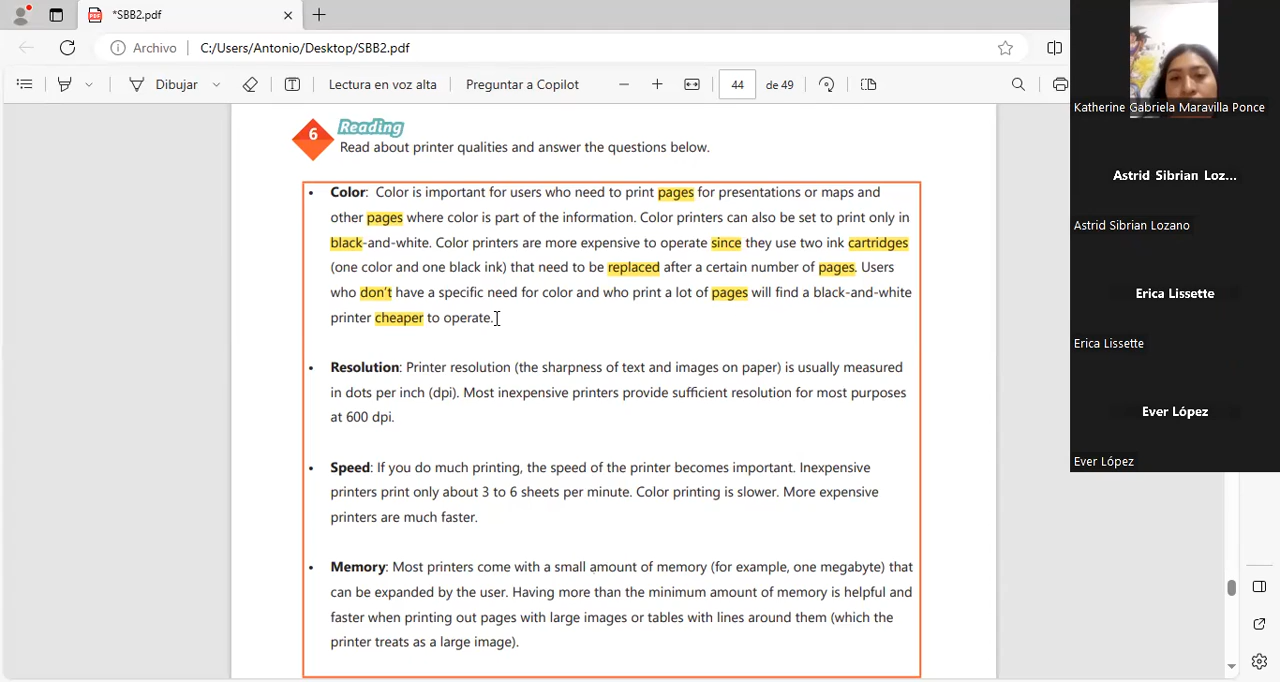 *SBB2.pdf
Archivo
C:/Users/Antonio/Desktop/SBB2.pdf
Dibujar
Lectura en voz alta
Preguntar a Copilot
44
de 49
6
Reading
Read about printer qualities and answer the questions below.
• Color: Color is important for users who need to print pages for presentations or maps and
other pages where color is part of the information. Color printers can also be set to print only in
black-and-white. Color printers are more expensive to operate since they use two ink cartridges
(one color and one black ink) that need to be replaced after a certain number of pages. Users
who don’t have a specific need for color and who print a lot of pages will find a black-and-white
printer cheaper to operate.
• Resolution: Printer resolution (the sharpness of text and images on paper) is usually measured
in dots per inch (dpi). Most inexpensive printers provide sufficient resolution for most purposes
at 600 dpi.
• Speed: If you do much printing, the speed of the printer becomes important. Inexpensive
printers print only about 3 to 6 sheets per minute. Color printing is slower. More expensive
printers are much faster.
• Memory: Most printers come with a small amount of memory (for example, one megabyte) that
can be expanded by the user. Having more than the minimum amount of memory is helpful and
faster when printing out pages with large images or tables with lines around them (which the
printer treats as a large image).
Katherine Gabriela Maravilla Ponce
Astrid Sibrian Loz...
Astrid Sibrian Lozano
Erica Lissette
Erica Lissette
Ever López
Ever López